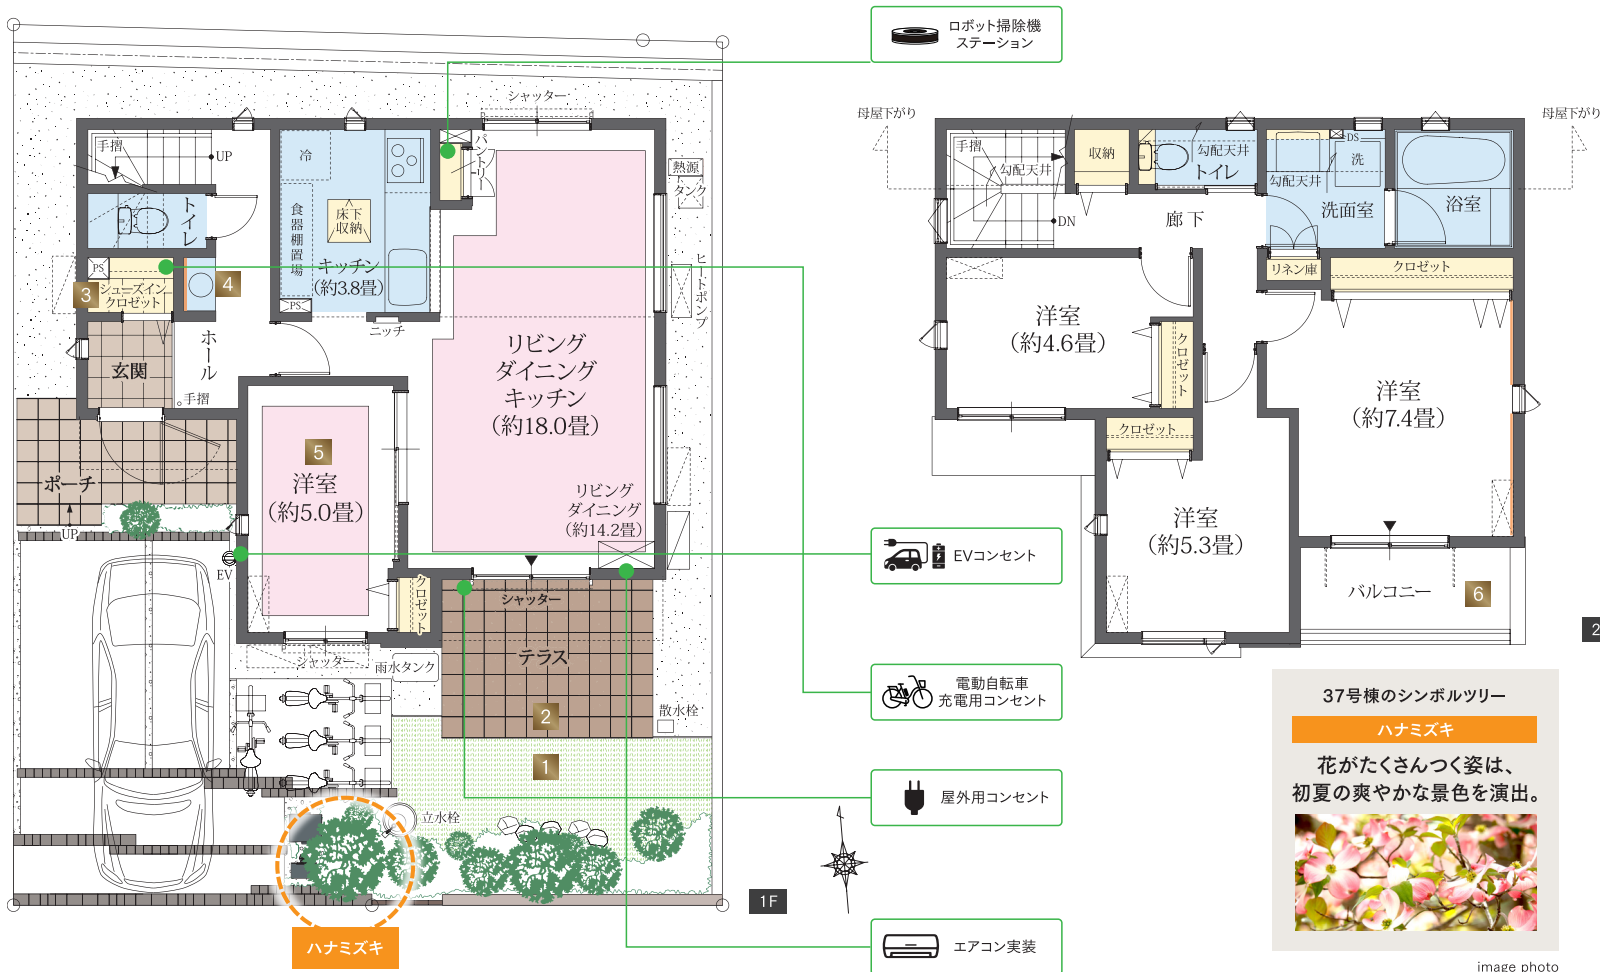 ロボット掃除機
ステーション
シャッター
手摺
UP
冷
パントリー
熱源
タンク
トイレ
食器棚置場
床下
収納
キッチン
(約3.8畳)
PS
シューズイン
クロゼット
3
4
PS
ニッチ
ヒートポンプ
玄関
ホール
手摺
リビング
ダイニング
キッチン
(約18.0畳)
ポーチ
UP
5
洋室
(約5.0畳)
リビング
ダイニング
(約14.2畳)
EV
クロゼット
シャッター
シャッター
雨水タンク
テラス
2
散水栓
1
立水栓
ハナミズキ
1F
EVコンセント
電動自転車
充電用コンセント
屋外用コンセント
エアコン実装
母屋下がり
母屋下がり
手摺
勾配天井
収納
勾配天井
トイレ
DS
洗
勾配天井
洗面室
浴室
DN
廊下
リネン庫
クロゼット
洋室
(約4.6畳)
クロゼット
洋室
(約7.4畳)
クロゼット
洋室
(約5.3畳)
バルコニー
6
2
37号棟のシンボルツリー
ハナミズキ
花がたくさんつく姿は、
初夏の爽やかな景色を演出。
image photo